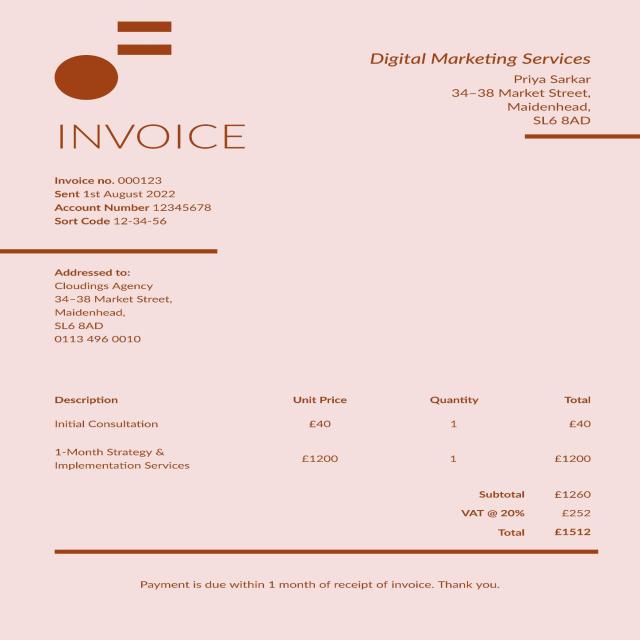 Digital Marketing Services
Priya Sarkar
34–38 Market Street,
Maidenhead,
SL6 8AD
INVOICE
Invoice no. 000123
Sent 1st August 2022
Account Number 12345678
Sort Code 12-34-56
Addressed to:
Cloudings Agency
34–38 Market Street,
Maidenhead,
SL6 8AD
0113 496 0010
Description Unit Price Quantity Total
Initial Consultation £40 1 £40
1-Month Strategy &
Implementation Services £1200 1 £1200
Subtotal £1260
VAT @ 20% £252
Total £1512
Payment is due within 1 month of receipt of invoice. Thank you.